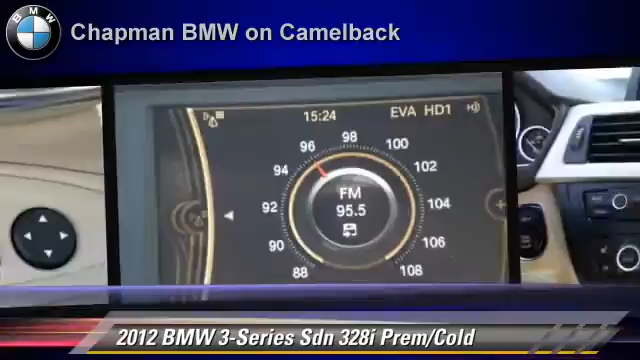 BMW
Chapman BMW on Camelback
15:24
EVA HD1
98
96 100
94 102
FM
92 95.5 104
90 106
88 108
2012 BMW 3-Series Sdn 328i Prem/Cold